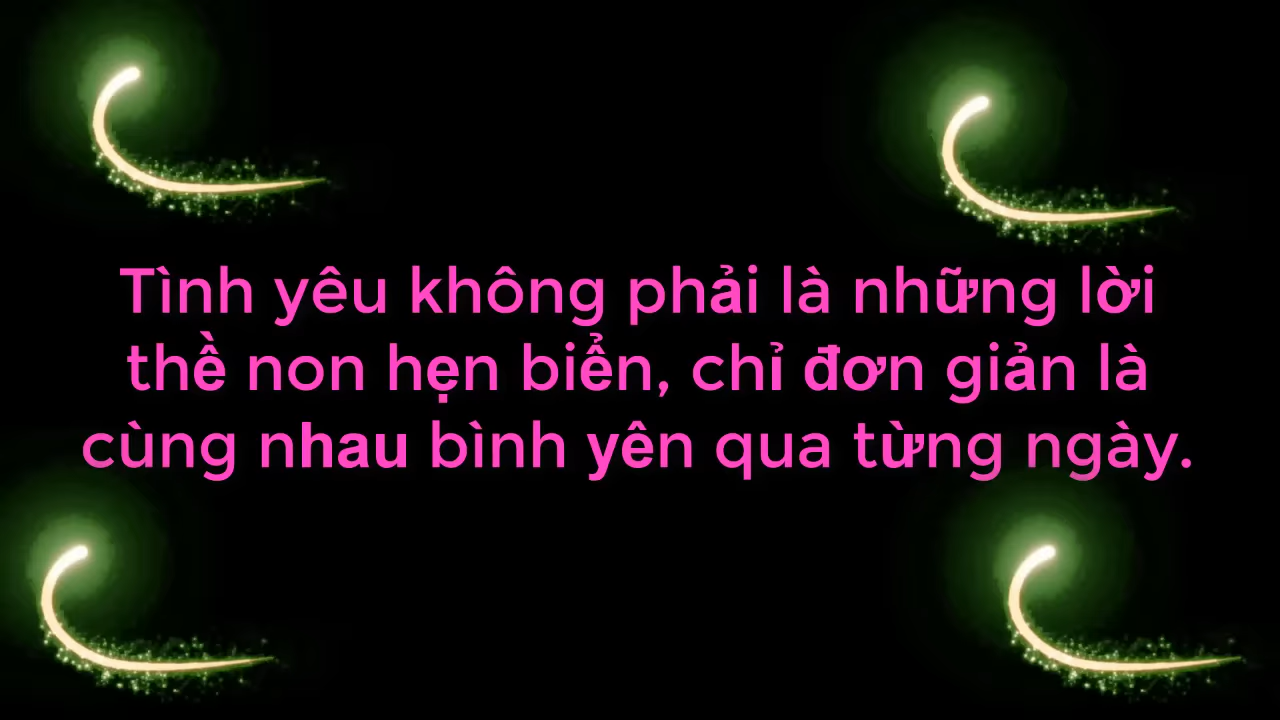 Tình yêu không phải là những lời
thề non hẹn biển, chỉ đơn giản là
cùng nhau bình yên qua từng ngày.